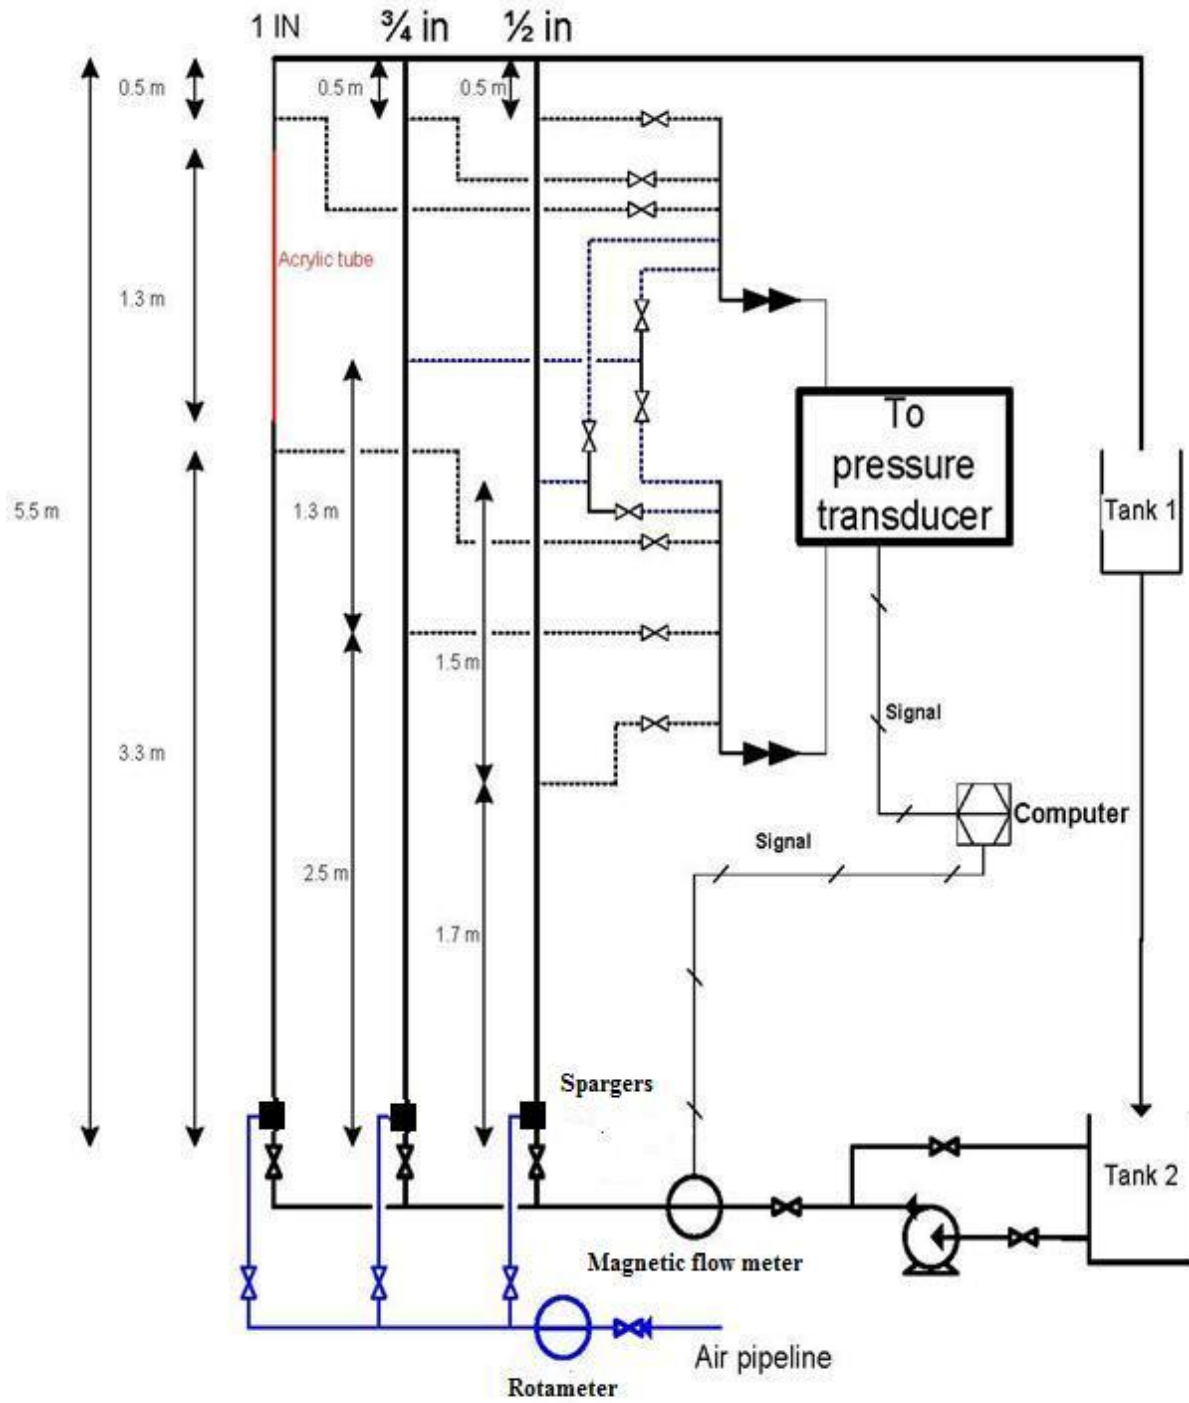 1 IN
¾ in
½ in
0.5 m
0.5 m
0.5 m
Acrylic tube
1.3 m
To
pressure
transducer
Tank 1
5.5 m
1.3 m
1.5 m
Signal
3.3 m
Computer
Signal
2.5 m
1.7 m
Spargers
Tank 2
Magnetic flow meter
Air pipeline
Rotameter